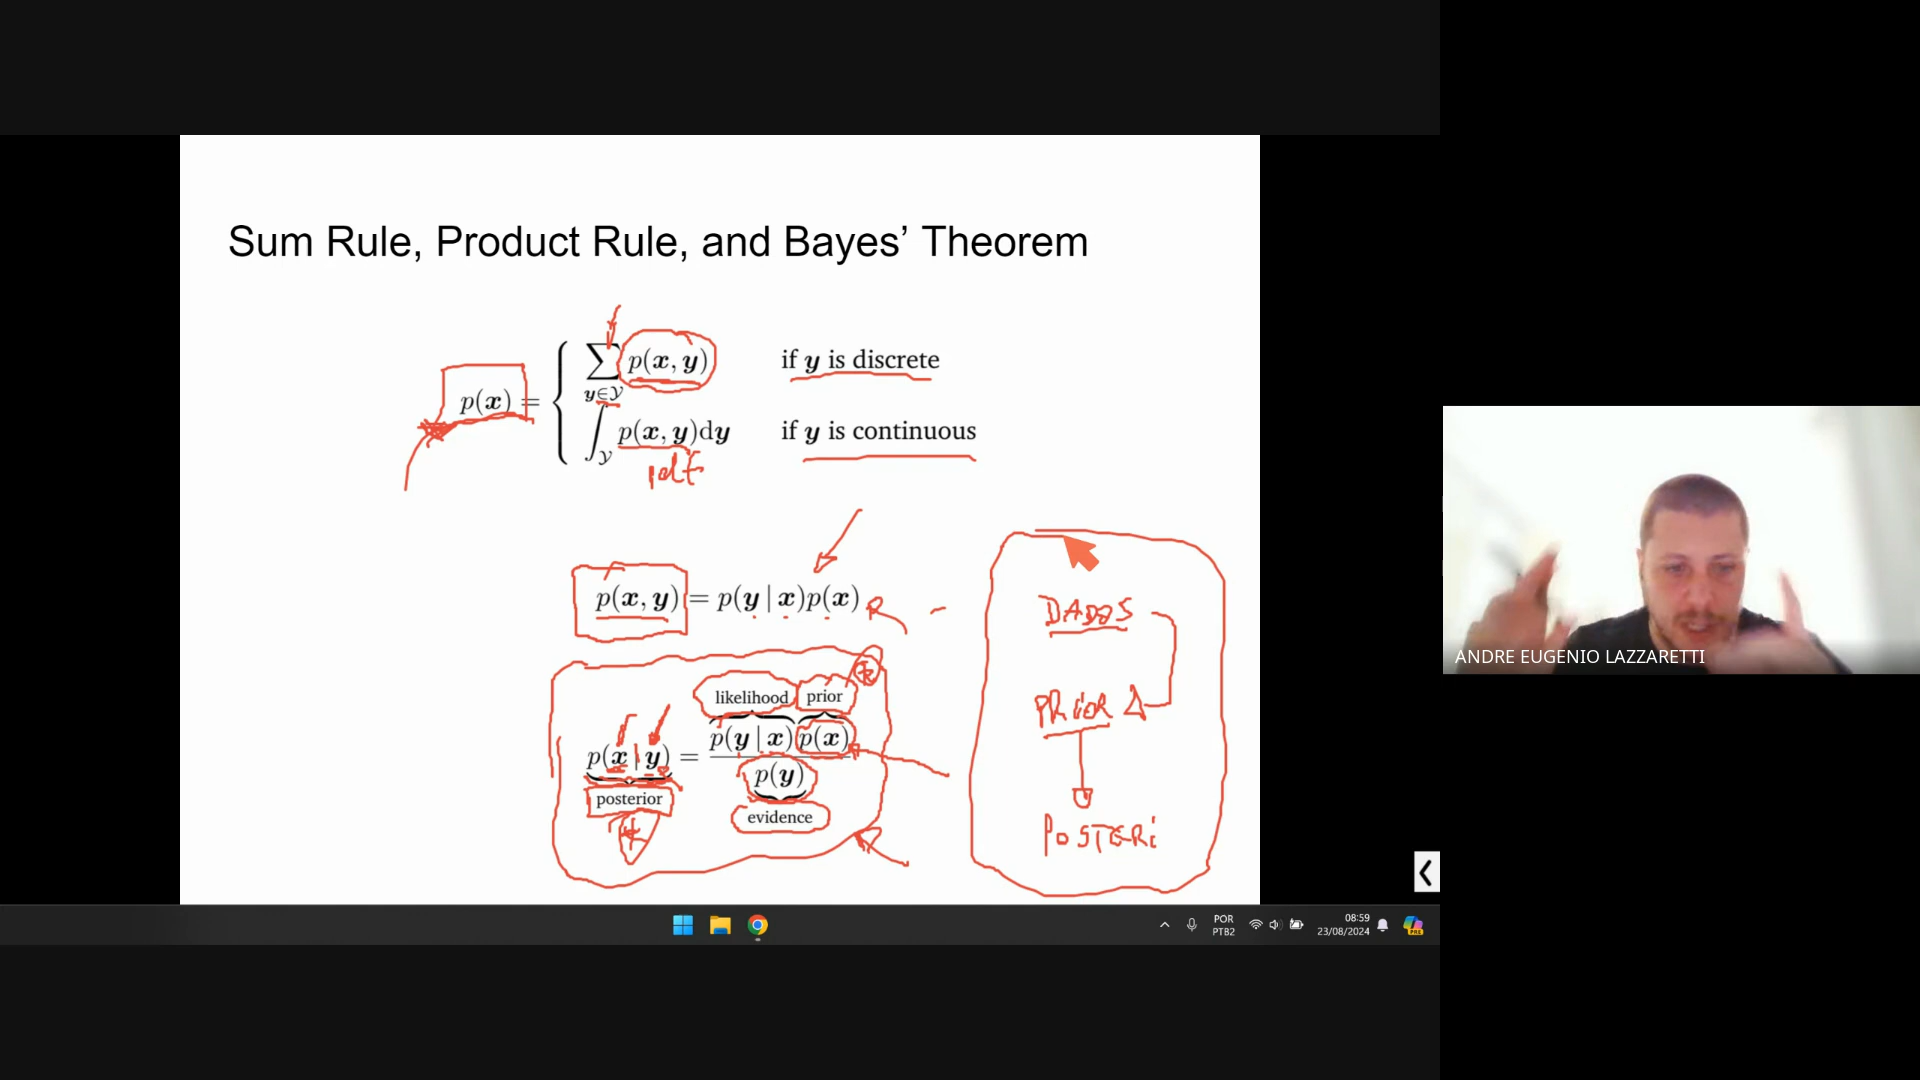 Sum Rule, Product Rule, and Bayes’ Theorem
p(x) = { ∑ y∈𝒴 p(x, y) if y is discrete
∫𝒴 p(x, y)dy if y is continuous
pdf
p(x, y) = p(y | x)p(x)
DADOS
likelihood prior
PRIOR
p(x | y) = p(y | x) p(x)
p(y)
posterior
evidence
POSTERI
ANDRE EUGENIO LAZZARETTI
POR
PTB2
08:59
23/08/2024
PRE